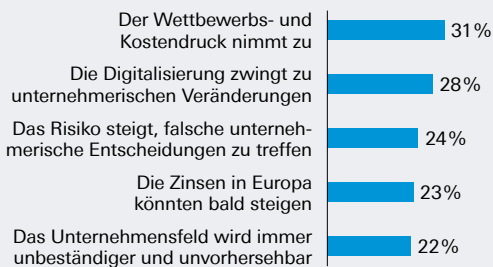 Der Wettbewerbs- und
Kostendruck nimmt zu
31%
Die Digitalisierung zwingt zu
unternehmerischen Veränderungen
28%
Das Risiko steigt, falsche unterneh-
merische Entscheidungen zu treffen
24%
Die Zinsen in Europa
könnten bald steigen
23%
Das Unternehmensfeld wird immer
unbeständiger und unvorhersehbar
22%